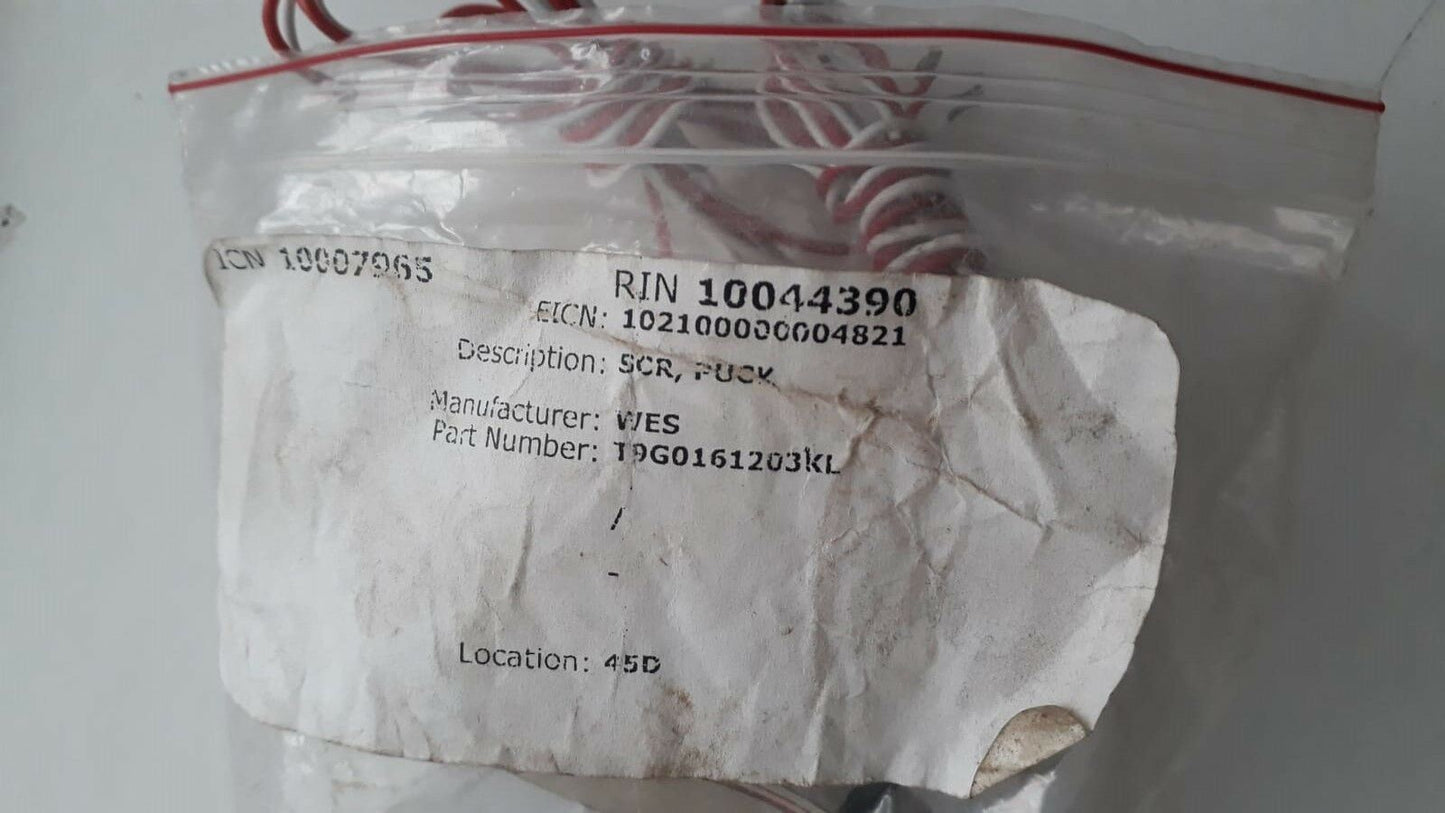 ICN 10007965
RIN 10044390
EICN: 102100000004821
Description: SCR, PUCK
Manufacturer: WES
Part Number: T9G0161203KL
/
-
Location: 45D